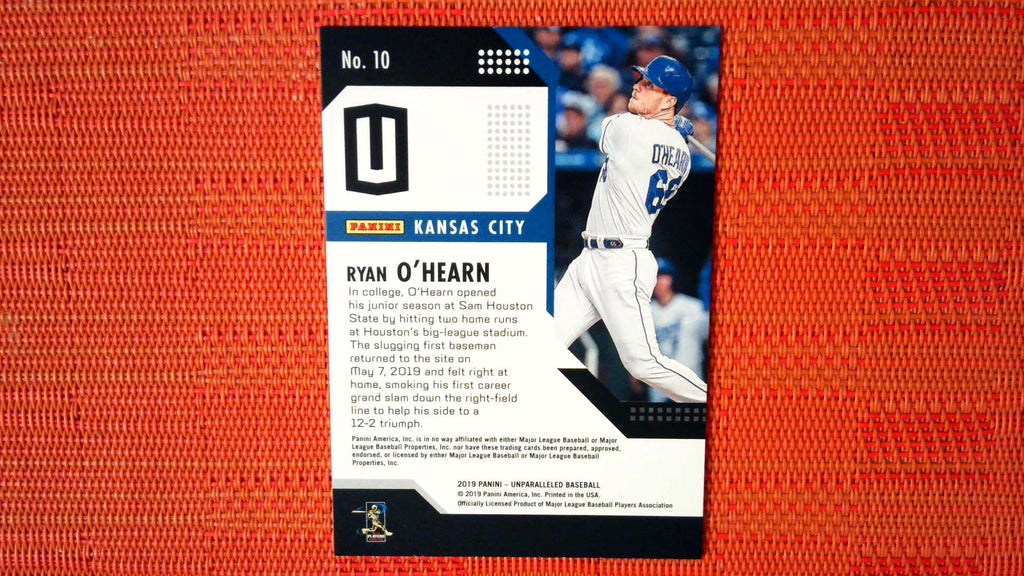 No. 10
U
PANINI KANSAS CITY
RYAN O'HEARN
In college, O'Hearn opened
his junior season at Sam Houston
State by hitting two home runs
at Houston's big-league stadium.
The slugging first baseman
returned to the site on
May 7, 2019 and felt right at
home, smoking his first career
grand slam down the right-field
line to help his side to a
12-2 triumph.
Panini America, Inc. is in no way affiliated with either Major League Baseball or Major
League Baseball Properties, Inc. nor have these trading cards been prepared, approved,
endorsed, or licensed by either Major League Baseball or Major League Baseball
Properties, Inc.
2019 PANINI – UNPARALLELED BASEBALL
© 2019 Panini America, Inc. Printed in the USA.
Officially Licensed Product of Major League Baseball Players Association
O'HEARN
PLAYERS